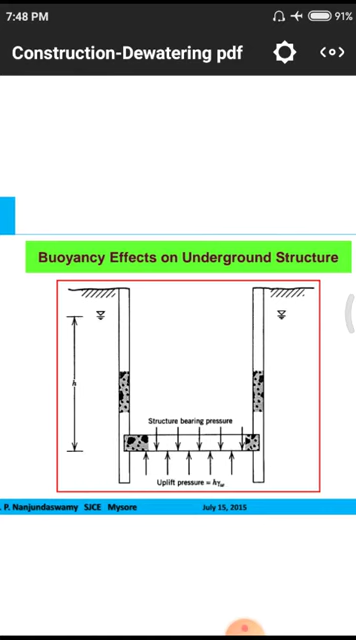 7:48 PM 91%
Construction-Dewatering pdf
Buoyancy Effects on Underground Structure
h
Structure bearing pressure
Uplift pressure = hγw
. P. Nanjundaswamy SJCE Mysore July 15, 2015